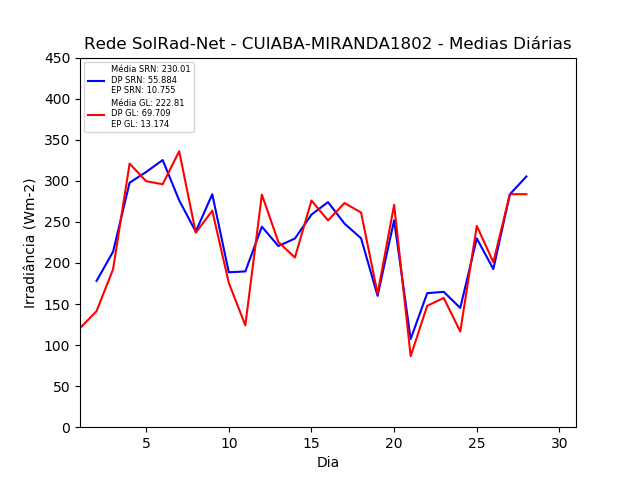 Rede SolRad-Net - CUIABA-MIRANDA1802 - Medias Diárias
450
400
350
300
250
200
150
100
50
0
Irradiância (Wm-2)
Média SRN: 230.01
DP SRN: 55.884
EP SRN: 10.755
Média GL: 222.81
DP GL: 69.709
EP GL: 13.174
5
10
15
20
25
30
Dia